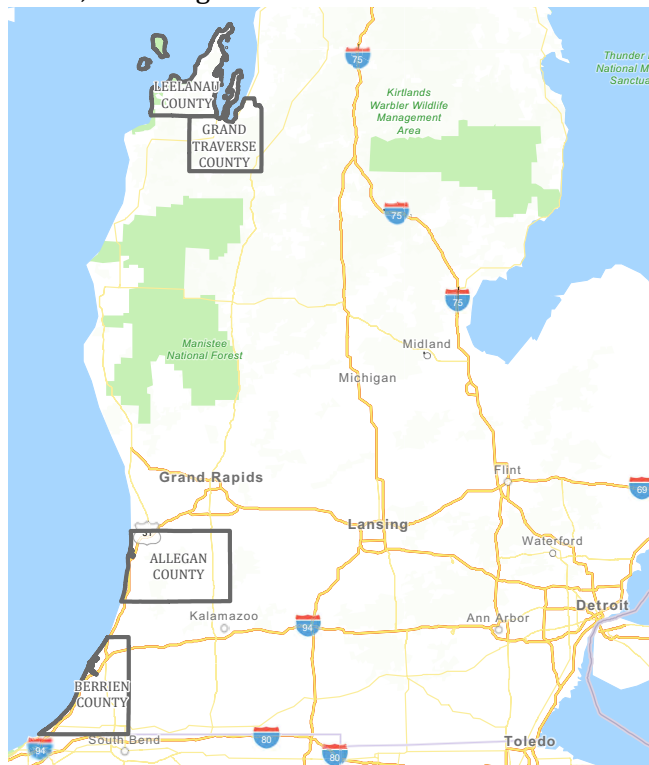 75
Thunder
National M
Sanctua
Kirtlands
Warbler Wildlife
Management
Area
LEELANAU
COUNTY
GRAND
TRAVERSE
COUNTY
75
75
Manistee
National Forest
Midland
Michigan
Grand Rapids
Flint
69
Lansing
31
Waterford
ALLEGAN
COUNTY
Detroit
Kalamazoo
94
Ann Arbor
BERRIEN
COUNTY
South Bend
94
80
80
Toledo